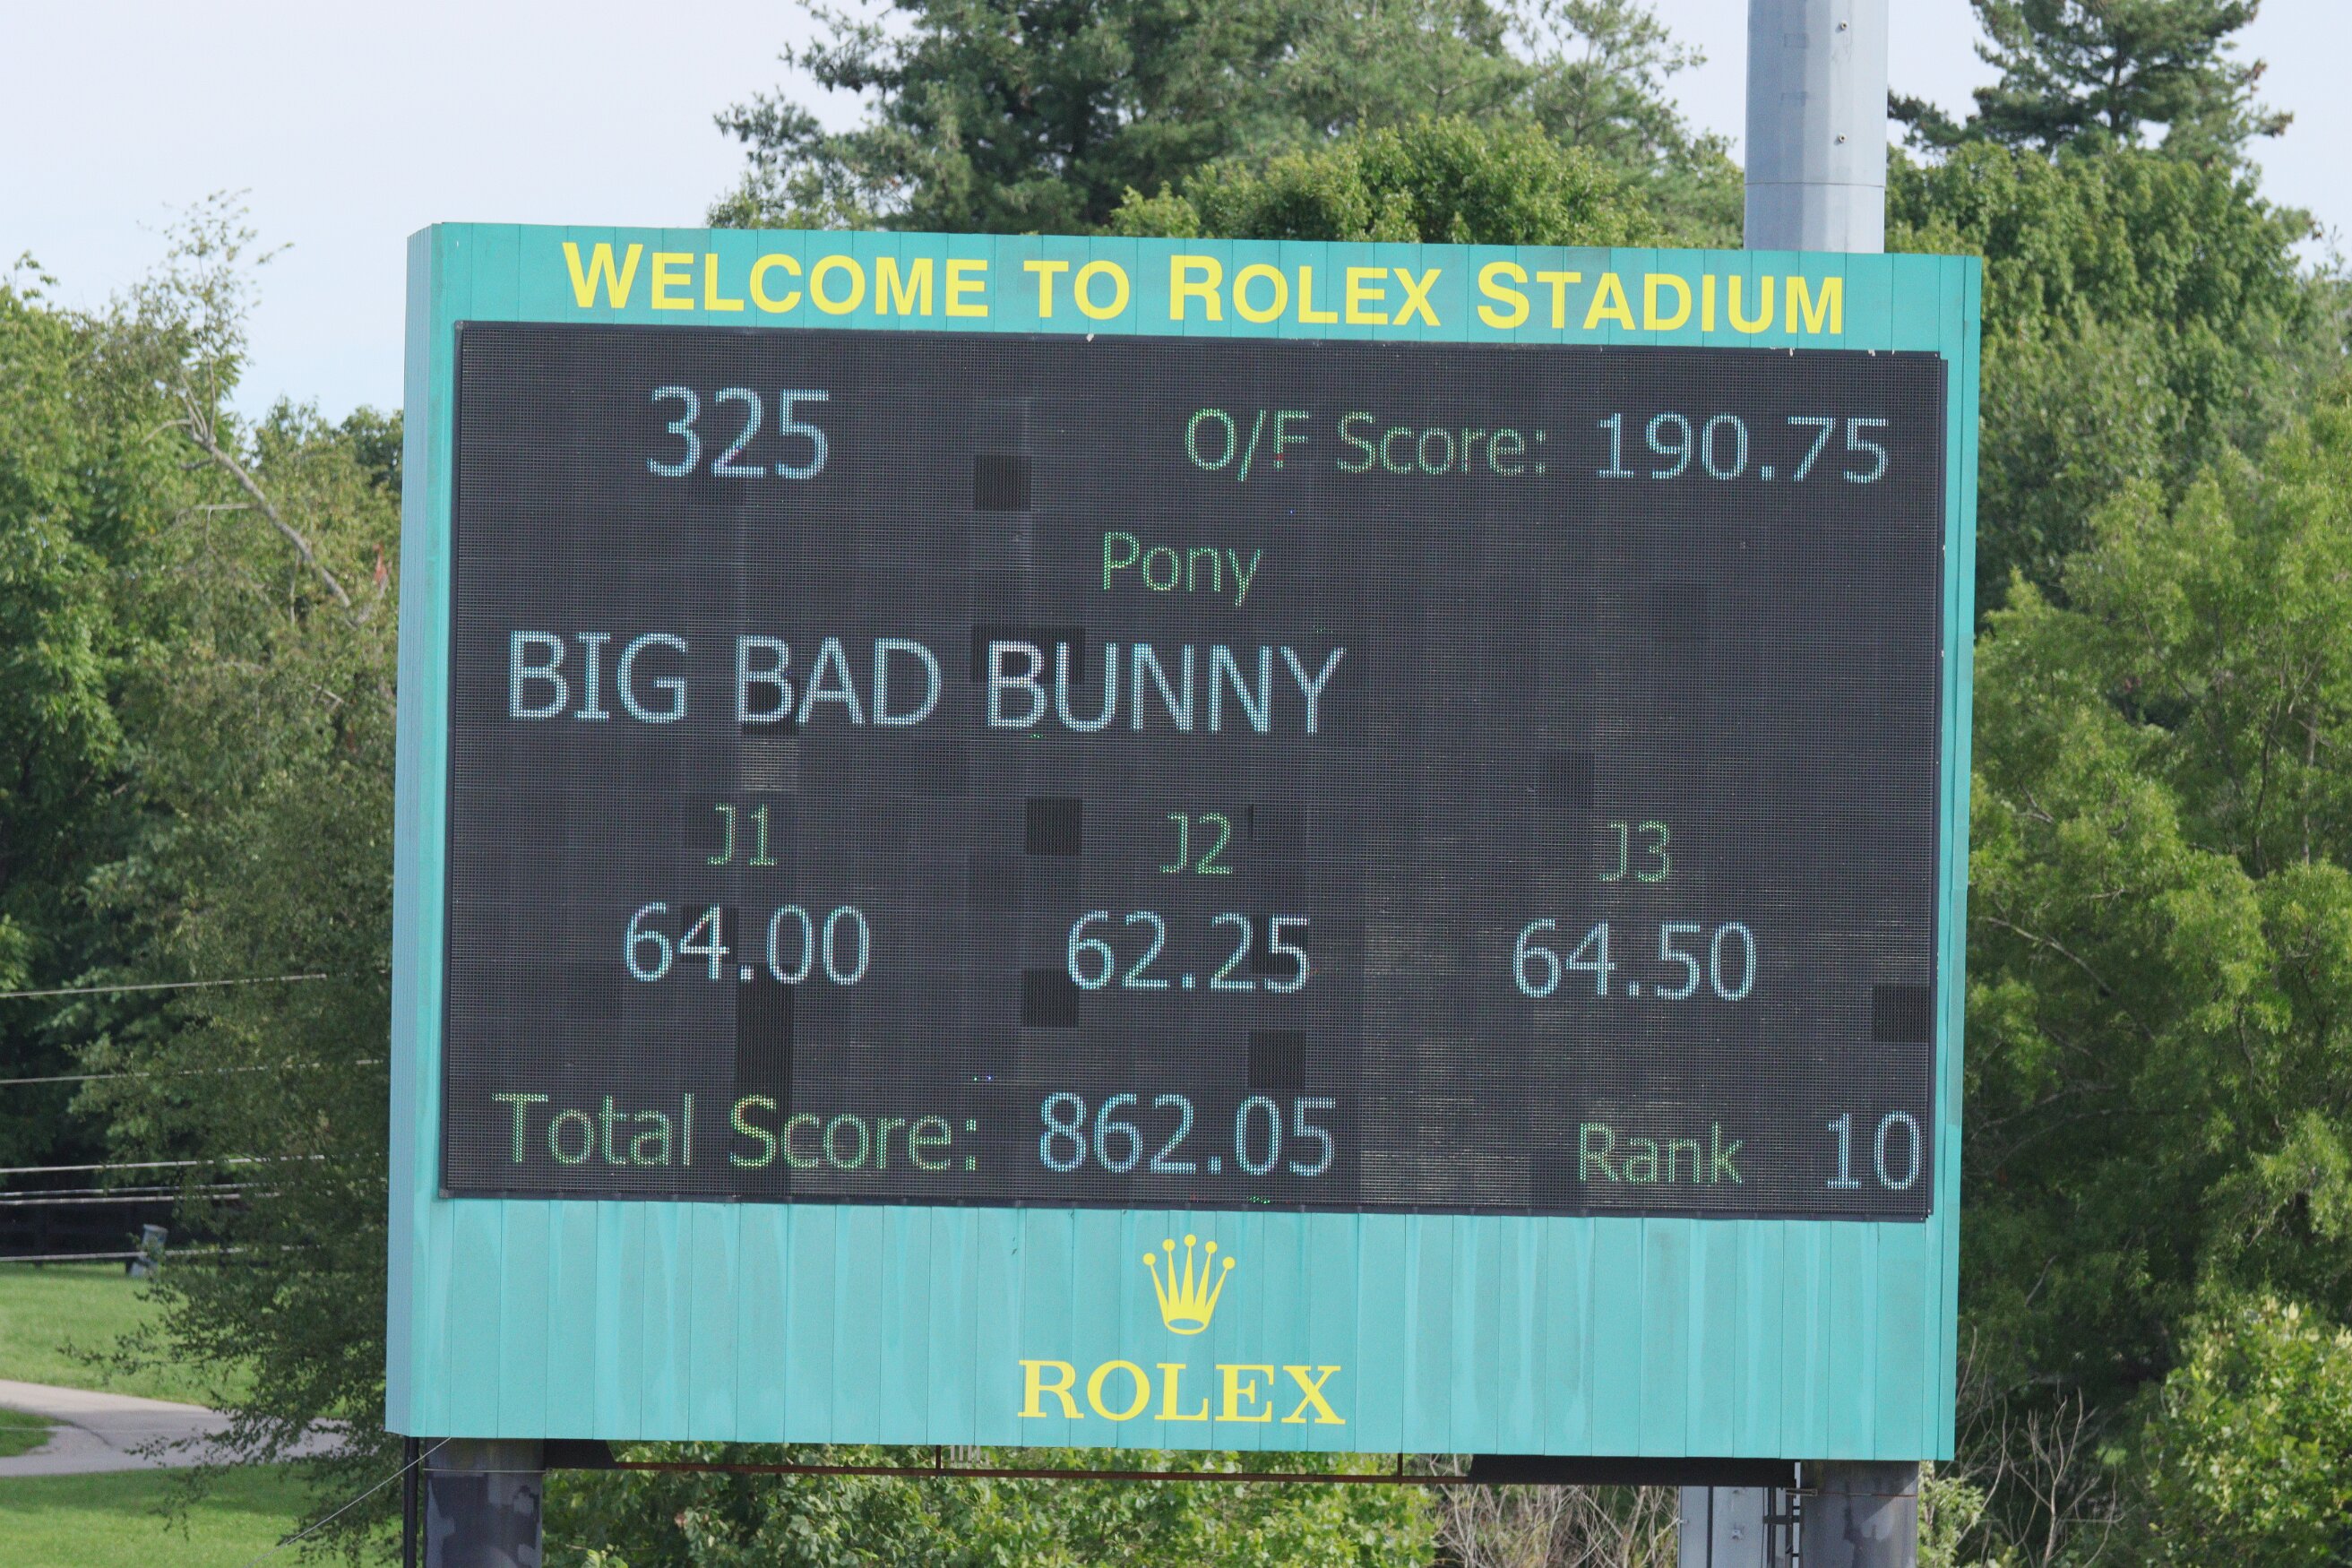 WELCOME TO ROLEX STADIUM
325 O/F Score: 190.75
Pony
BIG BAD BUNNY
J1 J2 J3
64.00 62.25 64.50
Total Score: 862.05 Rank 10
ROLEX